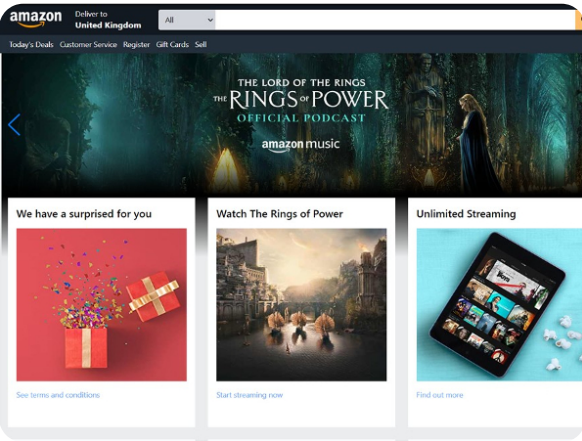 amazon
Deliver to
United Kingdom
All
Today's Deals Customer Service Register Gift Cards Sell
THE LORD OF THE RINGS
THE RINGS OF POWER
OFFICIAL PODCAST
amazon music
We have a surprised for you
Watch The Rings of Power
Unlimited Streaming
See terms and conditions
Start streaming now
Find out more